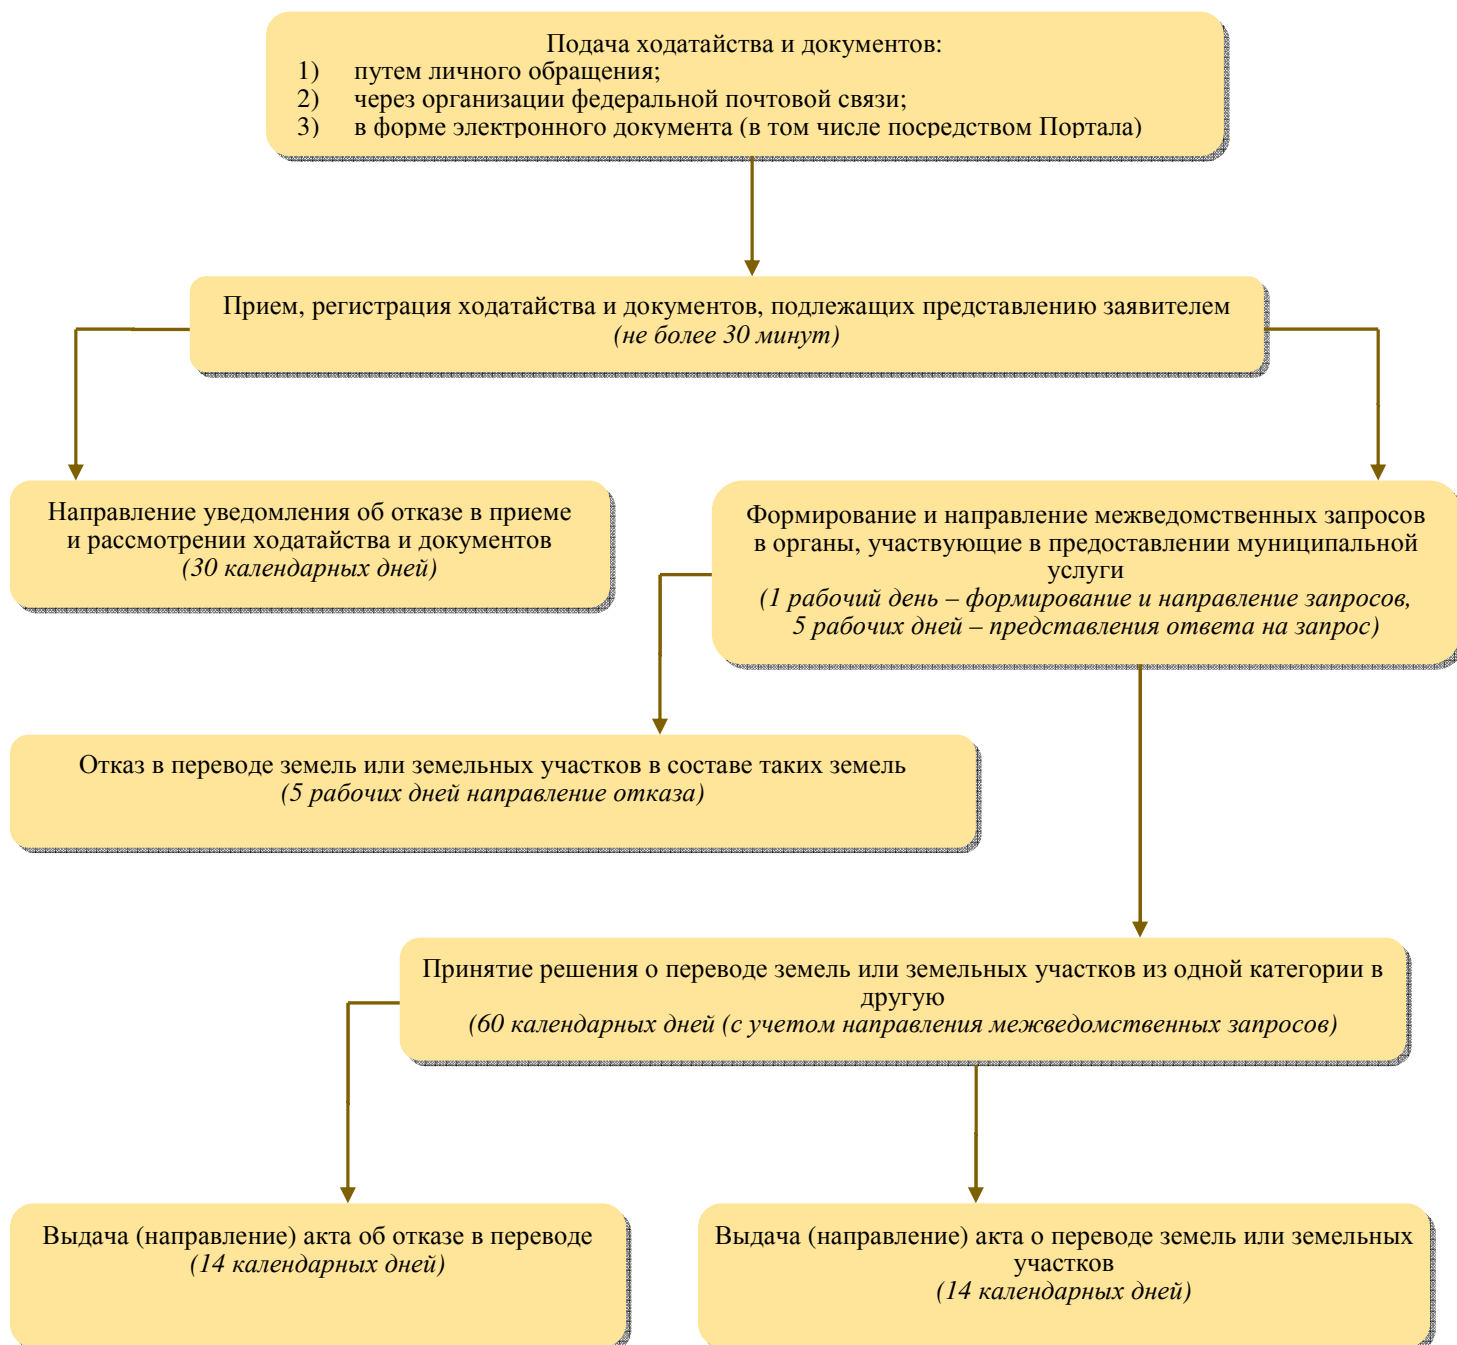 Подача ходатайства и документов:
1) путем личного обращения;
2) через организации федеральной почтовой связи;
3) в форме электронного документа (в том числе посредством Портала)
Прием, регистрация ходатайства и документов, подлежащих представлению заявителем
(не более 30 минут)
Направление уведомления об отказе в приеме
и рассмотрении ходатайства и документов
(30 календарных дней)
Формирование и направление межведомственных запросов
в органы, участвующие в предоставлении муниципальной
услуги
(1 рабочий день – формирование и направление запросов,
5 рабочих дней – представления ответа на запрос)
Отказ в переводе земель или земельных участков в составе таких земель
(5 рабочих дней направление отказа)
Принятие решения о переводе земель или земельных участков из одной категории в
другую
(60 календарных дней (с учетом направления межведомственных запросов)
Выдача (направление) акта об отказе в переводе
(14 календарных дней)
Выдача (направление) акта о переводе земель или земельных
участков
(14 календарных дней)